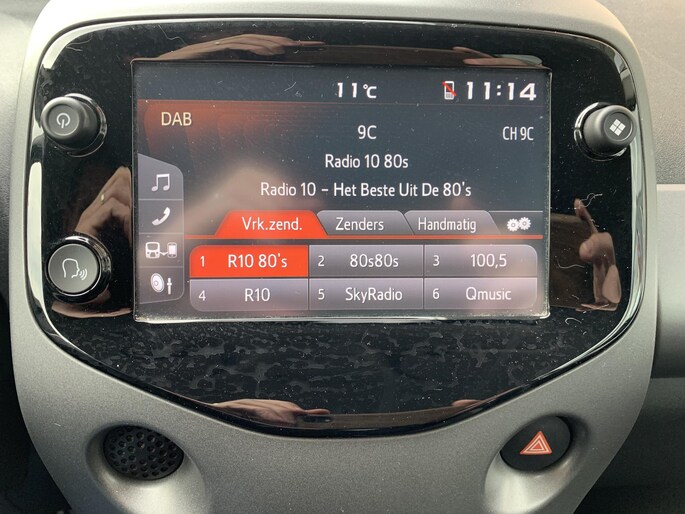 11°C 11:14
DAB
9C CH 9C
Radio 10 80s
Radio 10 - Het Beste Uit De 80's
Vrk.zend. Zenders Handmatig
1 R10 80's 2 80s80s 3 100,5
4 R10 5 SkyRadio 6 Qmusic